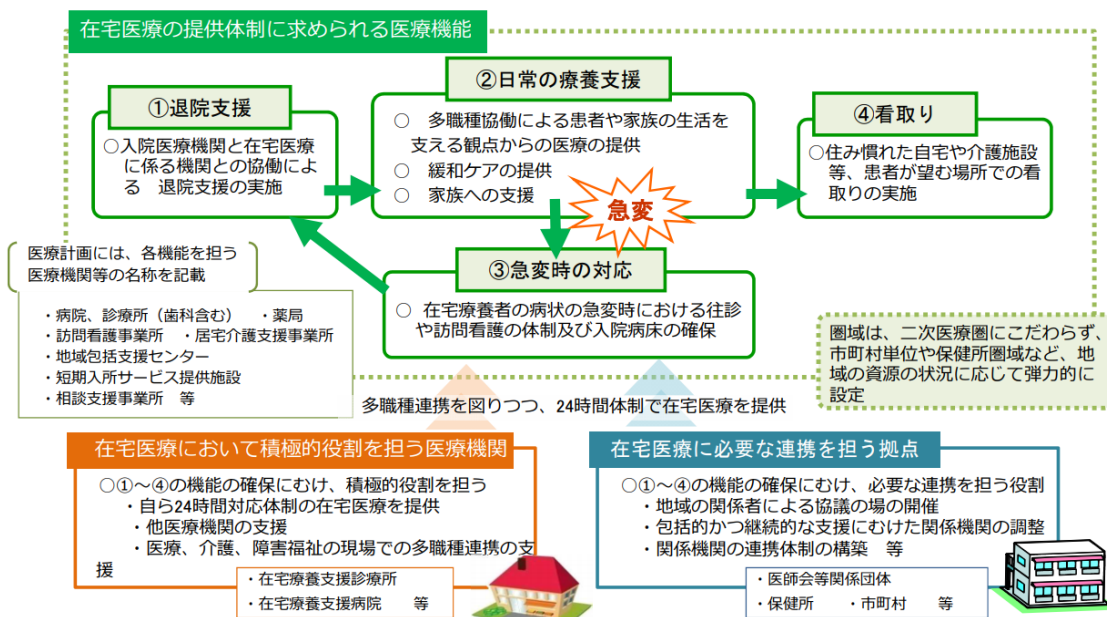 在宅医療の提供体制に求められる医療機能
①退院支援
○入院医療機関と在宅医療
に係る機関との協働によ
る　退院支援の実施
②日常の療養支援
○　多職種協働による患者や家族の生活を
支える観点からの医療の提供
○　緩和ケアの提供
○　家族への支援
急変
④看取り
○住み慣れた自宅や介護施設
等、患者が望む場所での看
取りの実施
③急変時の対応
○ 在宅療養者の病状の急変時における往診
や訪問看護の体制及び入院病床の確保
医療計画には、各機能を担う
医療機関等の名称を記載
・病院、診療所（歯科含む）　・薬局
・訪問看護事業所　・居宅介護支援事業所
・地域包括支援センター
・短期入所サービス提供施設
・相談支援事業所　等
圏域は、二次医療圏にこだわらず、
市町村単位や保健所圏域など、地
域の資源の状況に応じて弾力的に
設定
多職種連携を図りつつ、24時間体制で在宅医療を提供
在宅医療において積極的役割を担う医療機関
○①～④の機能の確保にむけ、積極的役割を担う
・自ら24時間対応体制の在宅医療を提供
・他医療機関の支援
・医療、介護、障害福祉の現場での多職種連携の支
援
・在宅療養支援診療所
・在宅療養支援病院　　等
在宅医療に必要な連携を担う拠点
○①～④の機能の確保にむけ、必要な連携を担う役割
・地域の関係者による協議の場の開催
・包括的かつ継続的な支援にむけた関係機関の調整
・関係機関の連携体制の構築　等
・医師会等関係団体
・保健所　　・市町村　　等